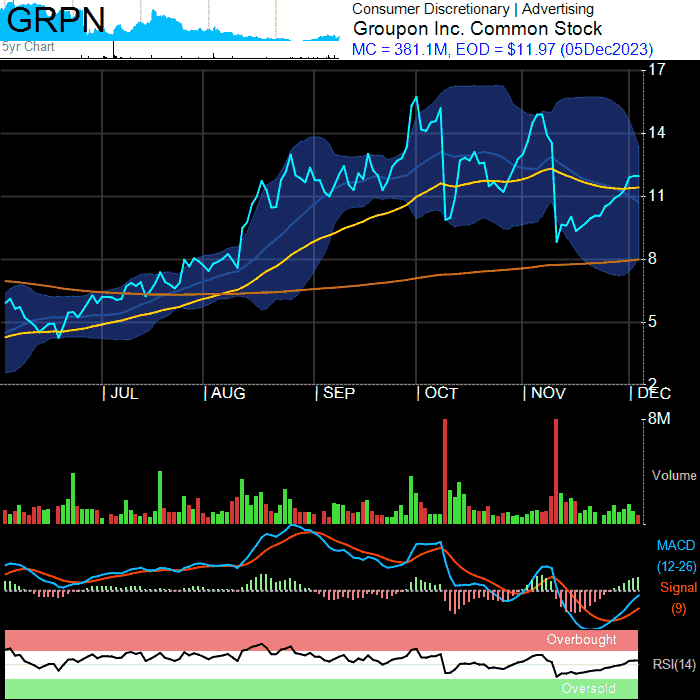 GRPN
5yr Chart
Consumer Discretionary | Advertising
Groupon Inc. Common Stock
MC = 381.1M, EOD = $11.97 (05Dec2023)
17
14
11
8
5
2
| JUL | AUG | SEP | OCT | NOV | DEC
8M
Volume
MACD
(12-26)
Signal
(9)
Overbought
RSI(14)
Oversold